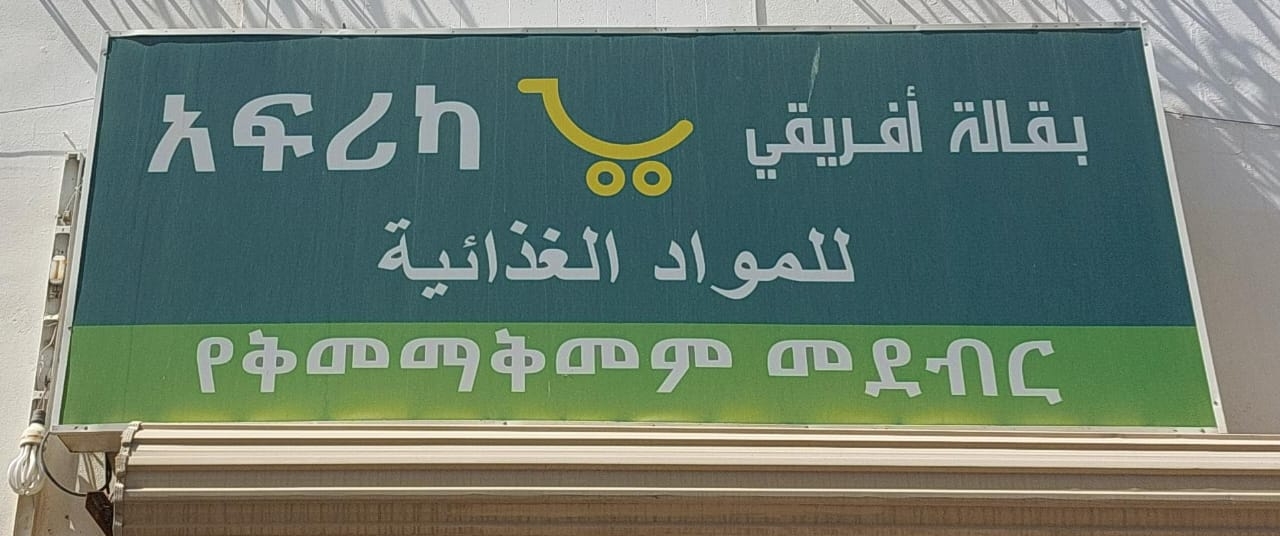 አፍሪካ بقالة أفريقي
للمواد الغذائية
የቅመማቅመም መደብር